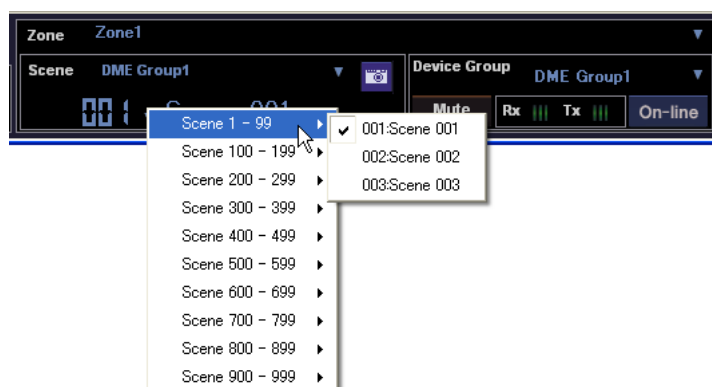 Zone Zone1
Scene DME Group1
Device Group DME Group1
001
Mute Rx Tx On-line
Scene 1 - 99
Scene 100 - 199
Scene 200 - 299
Scene 300 - 399
Scene 400 - 499
Scene 500 - 599
Scene 600 - 699
Scene 700 - 799
Scene 800 - 899
Scene 900 - 999
001:Scene 001
002:Scene 002
003:Scene 003